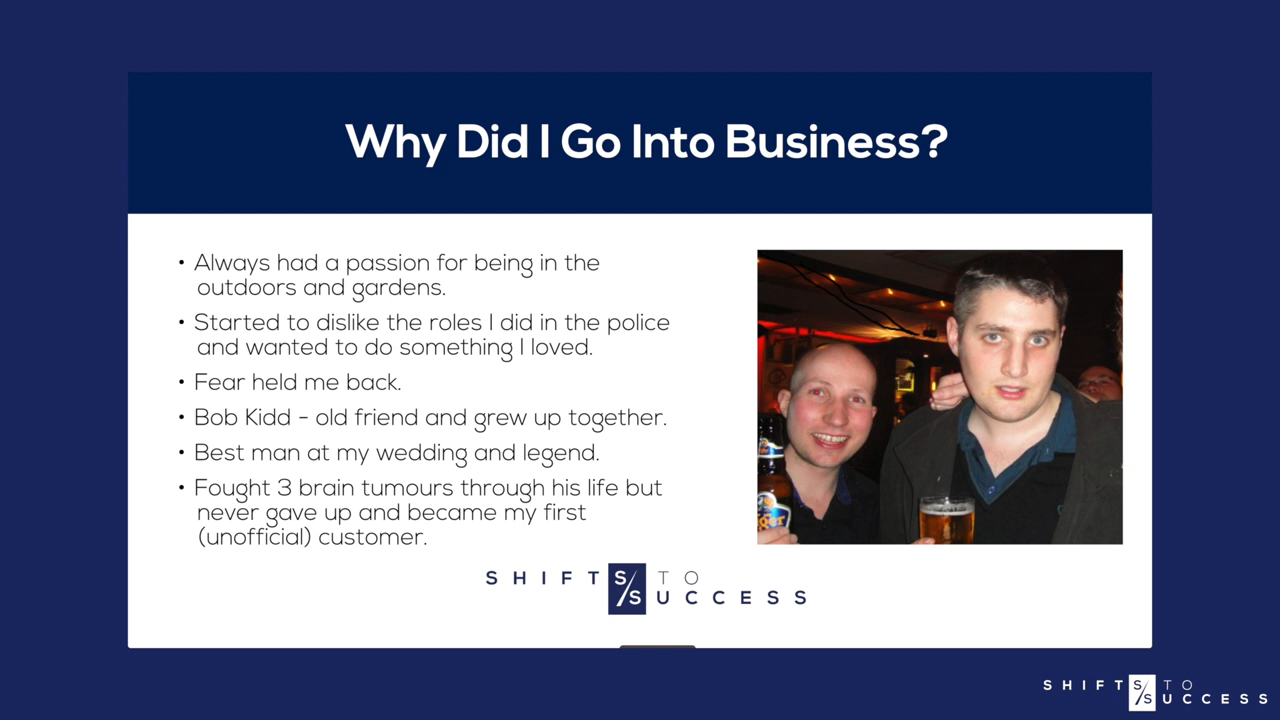 Why Did I Go Into Business?
• Always had a passion for being in the
outdoors and gardens.
• Started to dislike the roles I did in the police
and wanted to do something I loved.
• Fear held me back.
• Bob Kidd - old friend and grew up together.
• Best man at my wedding and legend.
• Fought 3 brain tumours through his life but
never gave up and became my first
(unofficial) customer.
SHIFTS TO
SUCCESS
SHIFTS TO
SUCCESS